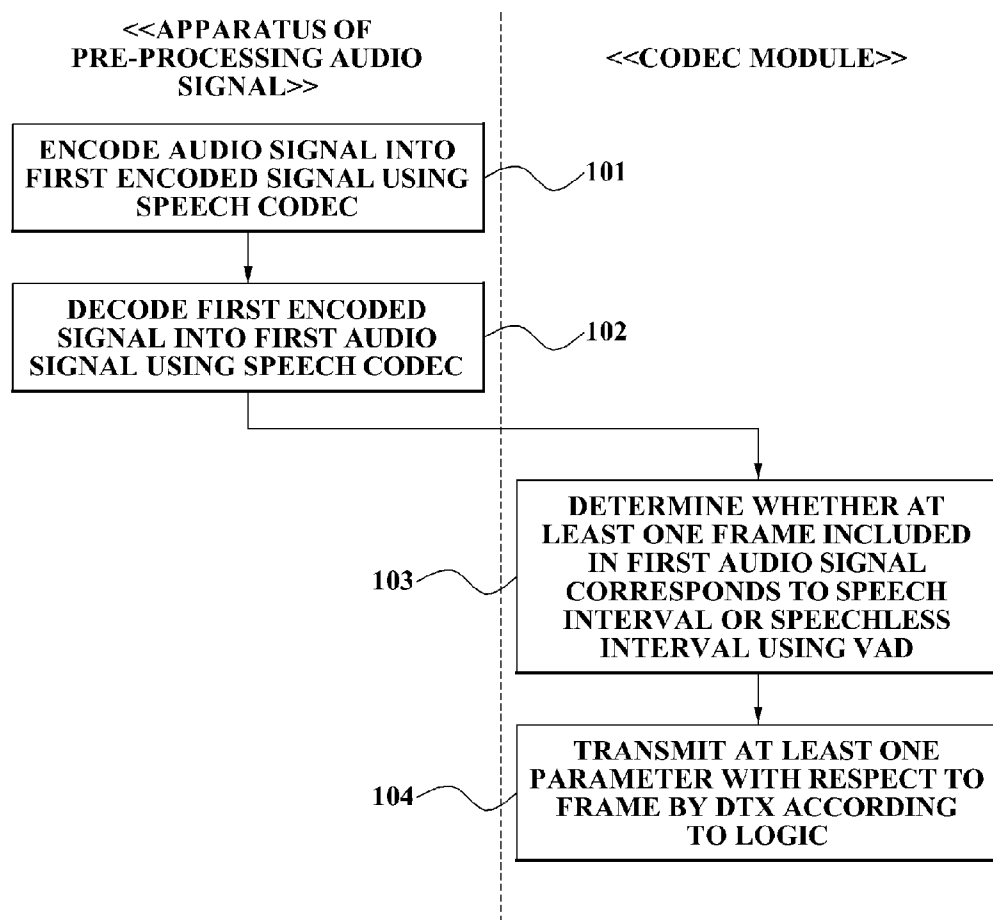 <<APPARATUS OF
PRE-PROCESSING AUDIO
SIGNAL>>
<<CODEC MODULE>>
ENCODE AUDIO SIGNAL INTO
FIRST ENCODED SIGNAL USING
SPEECH CODEC
101
DECODE FIRST ENCODED
SIGNAL INTO FIRST AUDIO
SIGNAL USING SPEECH CODEC
102
DETERMINE WHETHER AT
LEAST ONE FRAME INCLUDED
IN FIRST AUDIO SIGNAL
CORRESPONDS TO SPEECH
INTERVAL OR SPEECHLESS
INTERVAL USING VAD
103
TRANSMIT AT LEAST ONE
PARAMETER WITH RESPECT TO
FRAME BY DTX ACCORDING
TO LOGIC
104